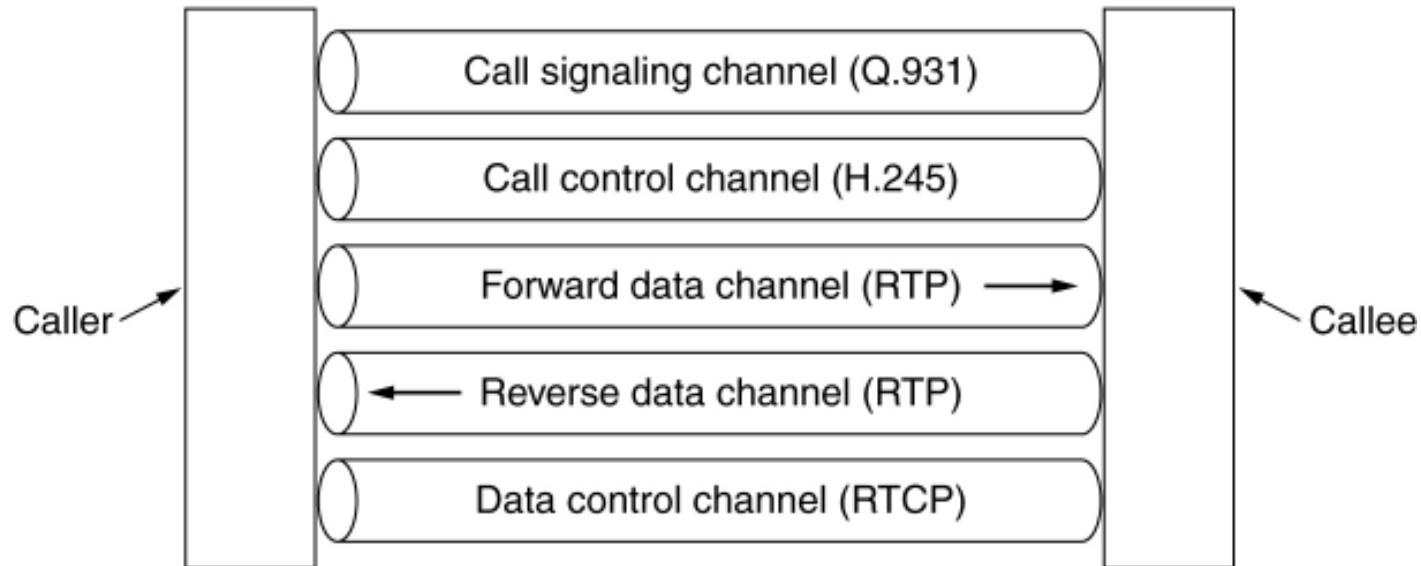 Call signaling channel (Q.931)
Call control channel (H.245)
Forward data channel (RTP)
Caller
Callee
Reverse data channel (RTP)
Data control channel (RTCP)